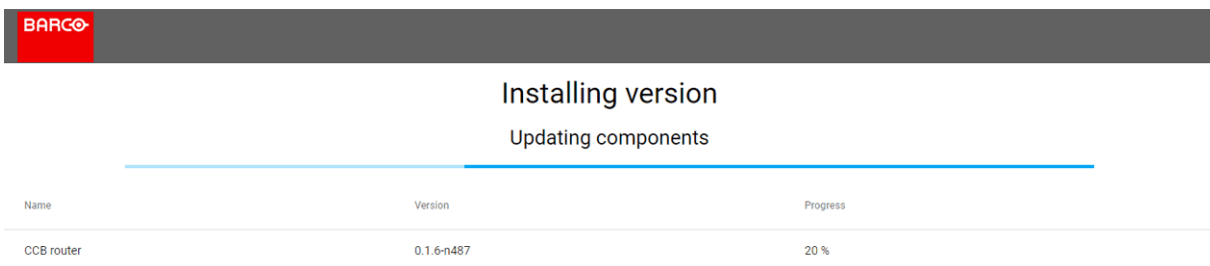 BARCO
Installing version
Updating components
Name Version Progress
CCB router 0.1.6-n487 20 %